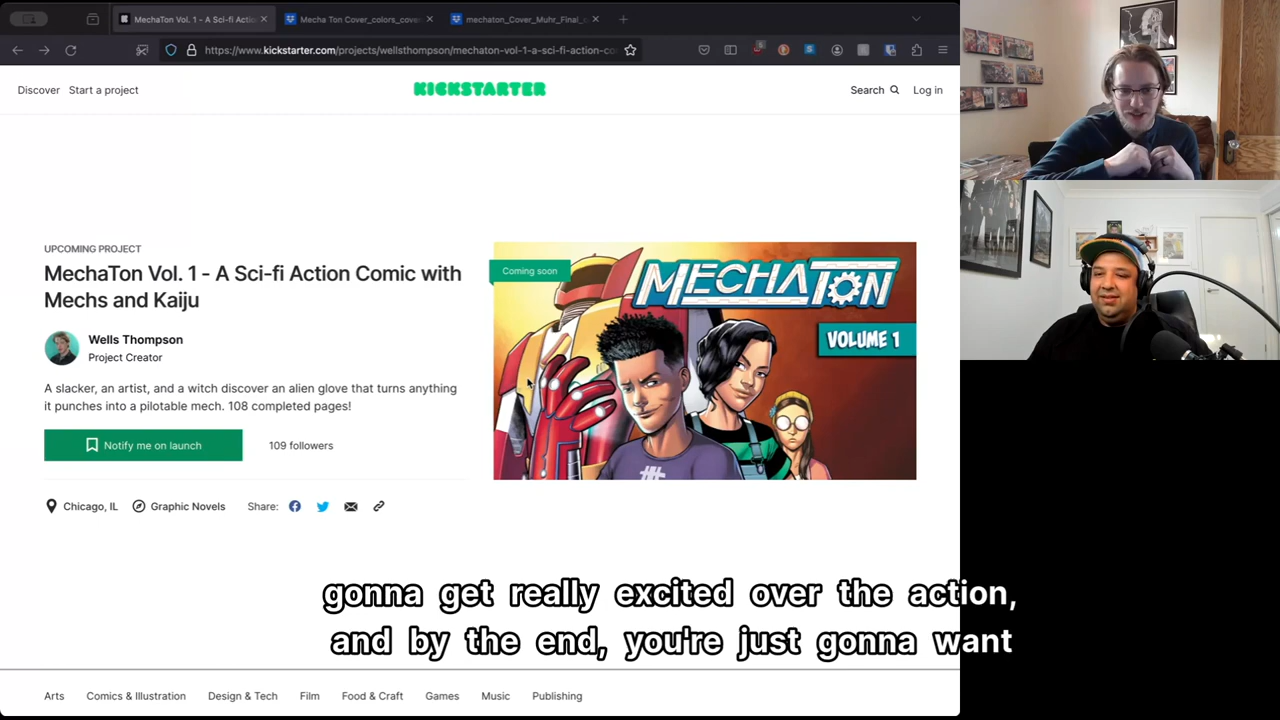 MechaTon Vol. 1 - A Sci-fi Actio
Mecha Ton Cover_colors_cove
mechaton_Cover_Muhr_Final_
https://www.kickstarter.com/projects/wellsthompson/mechaton-vol-1-a-sci-fi-action-co
Discover Start a project
KICKSTARTER
Search Log in
UPCOMING PROJECT
MechaTon Vol. 1 - A Sci-fi Action Comic with
Mechs and Kaiju
Wells Thompson
Project Creator
A slacker, an artist, and a witch discover an alien glove that turns anything
it punches into a pilotable mech. 108 completed pages!
Notify me on launch 109 followers
Chicago, IL Graphic Novels Share:
Coming soon
MECHATON
VOLUME 1
gonna get really excited over the action,
and by the end, you're just gonna want
Arts Comics & Illustration Design & Tech Film Food & Craft Games Music Publishing